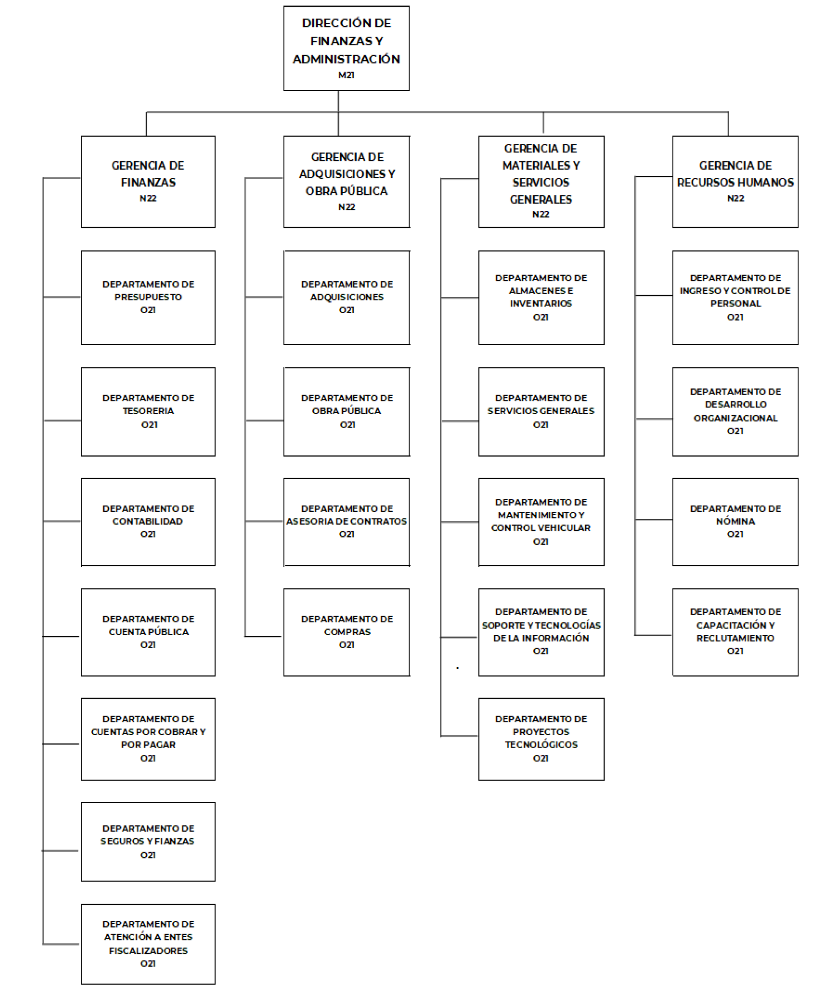 DIRECCIÓN DE
FINANZAS Y
ADMINISTRACIÓN
M21
GERENCIA DE
FINANZAS
N22
GERENCIA DE
ADQUISICIONES Y
OBRA PÚBLICA
N22
GERENCIA DE
MATERIALES Y
SERVICIOS
GENERALES
N22
GERENCIA DE
RECURSOS HUMANOS
N22
DEPARTAMENTO DE
PRESUPUESTO
O21
DEPARTAMENTO DE
ADQUISICIONES
O21
DEPARTAMENTO DE
ALMACENES E
INVENTARIOS
O21
DEPARTAMENTO DE
INGRESO Y CONTROL DE
PERSONAL
O21
DEPARTAMENTO DE
TESORERIA
O21
DEPARTAMENTO DE
OBRA PÚBLICA
O21
DEPARTAMENTO DE
SERVICIOS GENERALES
O21
DEPARTAMENTO DE
DESARROLLO
ORGANIZACIONAL
O21
DEPARTAMENTO DE
CONTABILIDAD
O21
DEPARTAMENTO DE
ASESORIA DE CONTRATOS
O21
DEPARTAMENTO DE
MANTENIMIENTO Y
CONTROL VEHICULAR
O21
DEPARTAMENTO DE
NÓMINA
O21
DEPARTAMENTO DE
CUENTA PÚBLICA
O21
DEPARTAMENTO DE
COMPRAS
O21
DEPARTAMENTO DE
SOPORTE Y TECNOLOGÍAS
DE LA INFORMACIÓN
O21
DEPARTAMENTO DE
CAPACITACIÓN Y
RECLUTAMIENTO
O21
DEPARTAMENTO DE
CUENTAS POR COBRAR Y
POR PAGAR
O21
DEPARTAMENTO DE
PROYECTOS
TECNOLÓGICOS
O21
DEPARTAMENTO DE
SEGUROS Y FIANZAS
O21
DEPARTAMENTO DE
ATENCIÓN A ENTES
FISCALIZADORES
O21